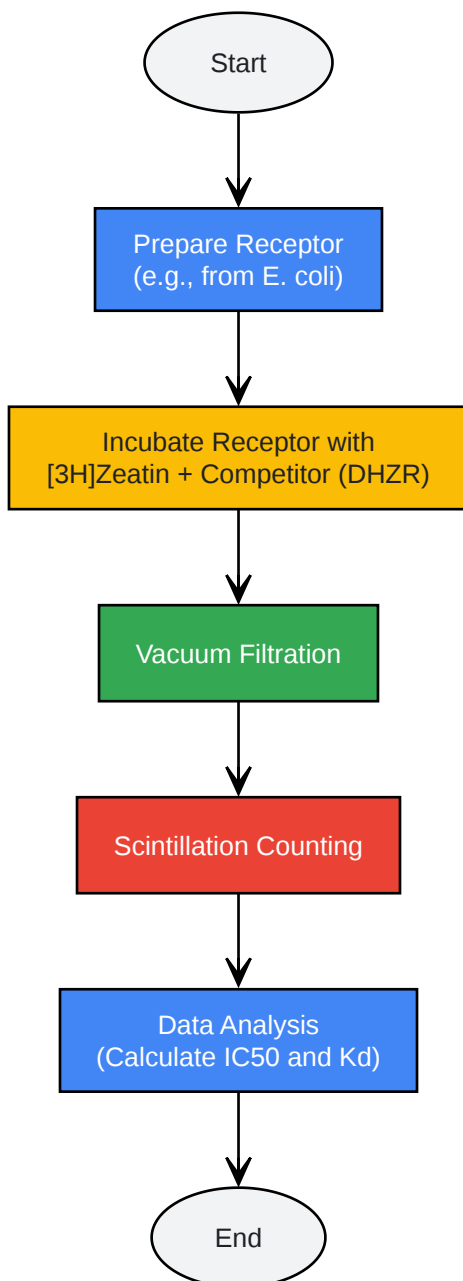 Start
Prepare Receptor
(e.g., from E. coli)
Incubate Receptor with
[3H]Zeatin + Competitor (DHZR)
Vacuum Filtration
Scintillation Counting
Data Analysis
(Calculate IC50 and Kd)
End